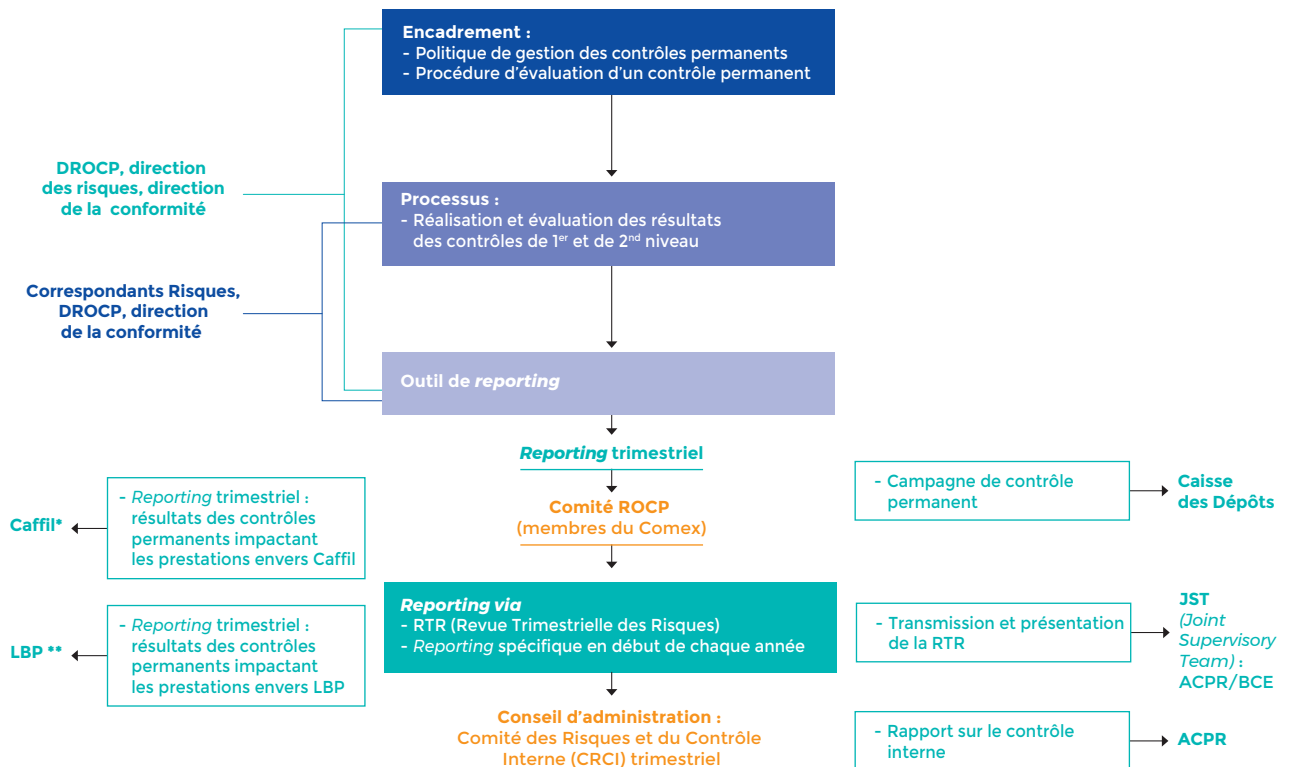 Encadrement :
- Politique de gestion des contrôles permanents
- Procédure d'évaluation d'un contrôle permanent
DROCP, direction
des risques, direction
de la conformité
Processus :
- Réalisation et évaluation des résultats
des contrôles de 1er et de 2nd niveau
Correspondants Risques,
DROCP, direction
de la conformité
Outil de reporting
Reporting trimestriel
Comité ROCP
(membres du Comex)
Caffil*
- Reporting trimestriel :
résultats des contrôles
permanents impactant
les prestations envers Caffil
- Campagne de contrôle
permanent
Caisse
des Dépôts
LBP **
- Reporting trimestriel :
résultats des contrôles
permanents impactant
les prestations envers LBP
Reporting via
- RTR (Revue Trimestrielle des Risques)
- Reporting spécifique en début de chaque année
- Transmission et présentation
de la RTR
JST
(Joint
Supervisory
Team) :
ACPR/BCE
Conseil d'administration :
Comité des Risques et du Contrôle
Interne (CRCI) trimestriel
- Rapport sur le contrôle
interne
ACPR